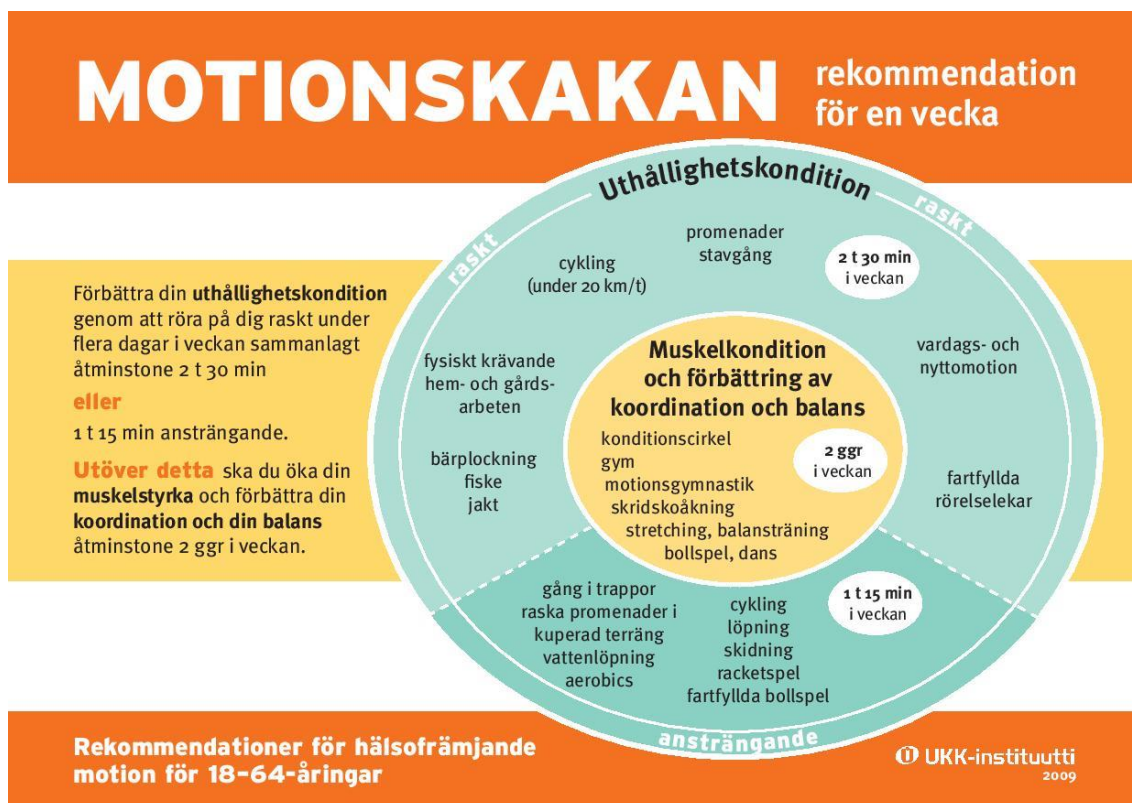 MOTIONSKAKAN
rekommendation
för en vecka
Förbättra din uthållighetskondition
genom att röra på dig raskt under
flera dagar i veckan sammanlagt
åtminstone 2 t 30 min
eller
1 t 15 min ansträngande.
Utöver detta ska du öka din
muskelstyrka och förbättra din
koordination och din balans
åtminstone 2 ggr i veckan.
Uthållighetskondition
raskt
raskt
promenader
stavgång
2 t 30 min
i veckan
cykling
(under 20 km/t)
fysiskt krävande
hem- och gårds-
arbeten
bärplockning
fiske
jakt
vardags- och
nyttomotion
fartfyllda
rörelselekar
Muskelkondition
och förbättring av
koordination och balans
konditionscirkel
gym
motionsgymnastik
skridskoåkning
stretching, balansträning
bollspel, dans
2 ggr
i veckan
gång i trappor
raska promenader i
kuperad terräng
vattenlöpning
aerobics
cykling
löpning
skidning
racketspel
fartfyllda bollspel
1 t 15 min
i veckan
ansträngande
Rekommendationer för hälsofrämjande
motion för 18–64-åringar
UKK-instituutti
2009